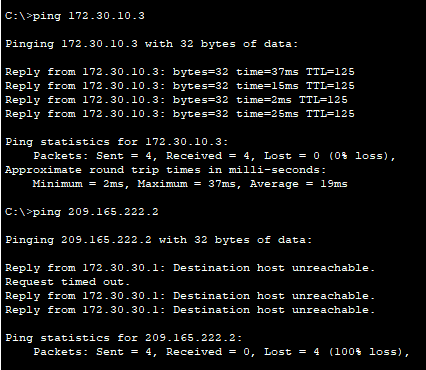 C:\>ping 172.30.10.3
Pinging 172.30.10.3 with 32 bytes of data:
Reply from 172.30.10.3: bytes=32 time=37ms TTL=125
Reply from 172.30.10.3: bytes=32 time=15ms TTL=125
Reply from 172.30.10.3: bytes=32 time=2ms TTL=125
Reply from 172.30.10.3: bytes=32 time=25ms TTL=125
Ping statistics for 172.30.10.3:
    Packets: Sent = 4, Received = 4, Lost = 0 (0% loss),
Approximate round trip times in milli-seconds:
    Minimum = 2ms, Maximum = 37ms, Average = 19ms
C:\>ping 209.165.222.2
Pinging 209.165.222.2 with 32 bytes of data:
Reply from 172.30.30.1: Destination host unreachable.
Request timed out.
Reply from 172.30.30.1: Destination host unreachable.
Reply from 172.30.30.1: Destination host unreachable.
Ping statistics for 209.165.222.2:
    Packets: Sent = 4, Received = 0, Lost = 4 (100% loss),